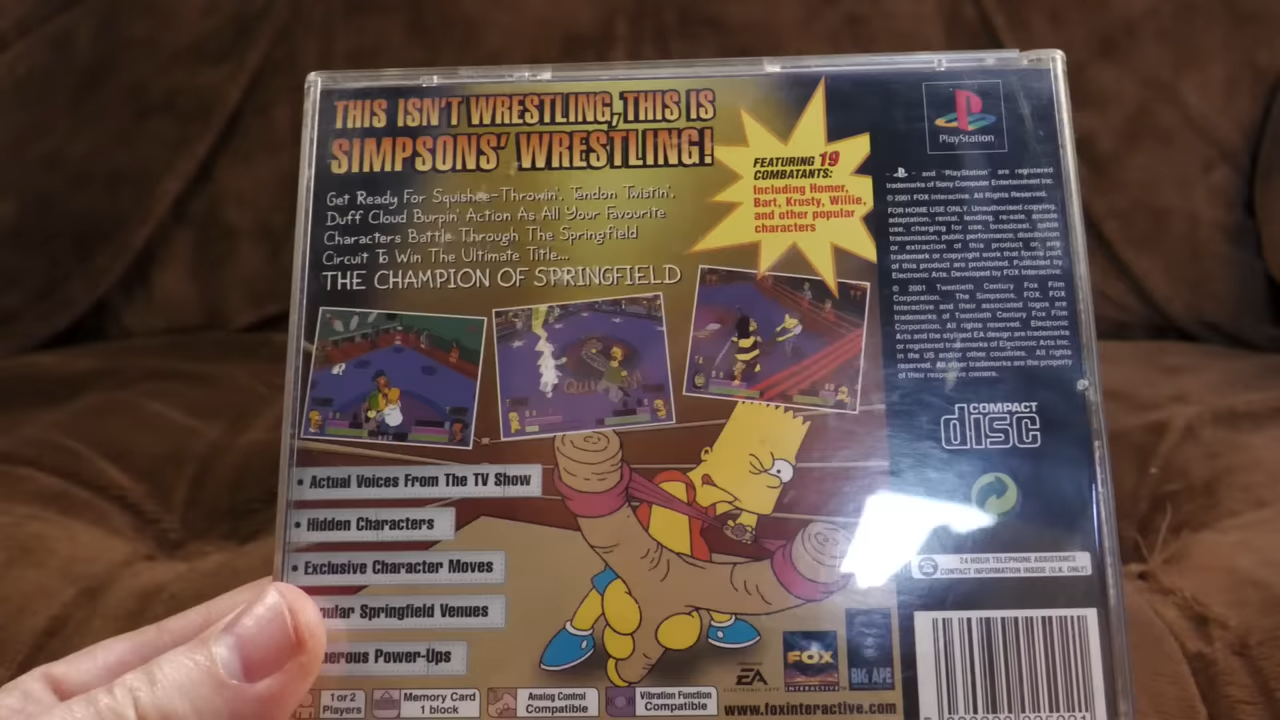 THIS ISN'T WRESTLING, THIS IS
SIMPSONS' WRESTLING!
Get Ready For Squishee-Throwin', Tendon Twistin',
Duff Cloud Burpin' Action As All Your Favourite
Characters Battle Through The Springfield
Circuit To Win The Ultimate Title...
THE CHAMPION OF SPRINGFIELD
FEATURING 19
COMBATANTS:
Including Homer,
Bart, Krusty, Willie,
and other popular
characters
PlayStation
- and "PlayStation" are registered
trademarks of Sony Computer Entertainment Inc.
© 2001 FOX Interactive. All Rights Reserved.
FOR HOME USE ONLY. Unauthorised copying,
adaptation, rental, lending, re-sale, arcade
use, charging for use, broadcast, cable
transmission, public performance, distribution
or extraction of this product or any
trademark or copyright work that forms part
of this product are prohibited. Published by
Electronic Arts. Developed by FOX Interactive.
© 2001 Twentieth Century Fox Film
Corporation. The Simpsons, FOX, FOX
Interactive and their associated logos are
trademarks of Twentieth Century Fox Film
Corporation. All rights reserved. Electronic
Arts and the stylised EA design are trademarks
or registered trademarks of Electronic Arts Inc.
in the US and/or other countries. All rights
reserved. All other trademarks are the property
of their respective owners.
COMPACT
disc
• Actual Voices From The TV Show
• Hidden Characters
• Exclusive Character Moves
Springfield Venues
Power-Ups
24 HOUR TELEPHONE ASSISTANCE
CONTACT INFORMATION INSIDE (U.K. ONLY)
1 or 2
Players
Memory Card
1 block
Analog Control
Compatible
Vibration Function
Compatible
EA
ELECTRONIC ARTS
FOX
INTERACTIVE
BIG APE
www.foxinteractive.com